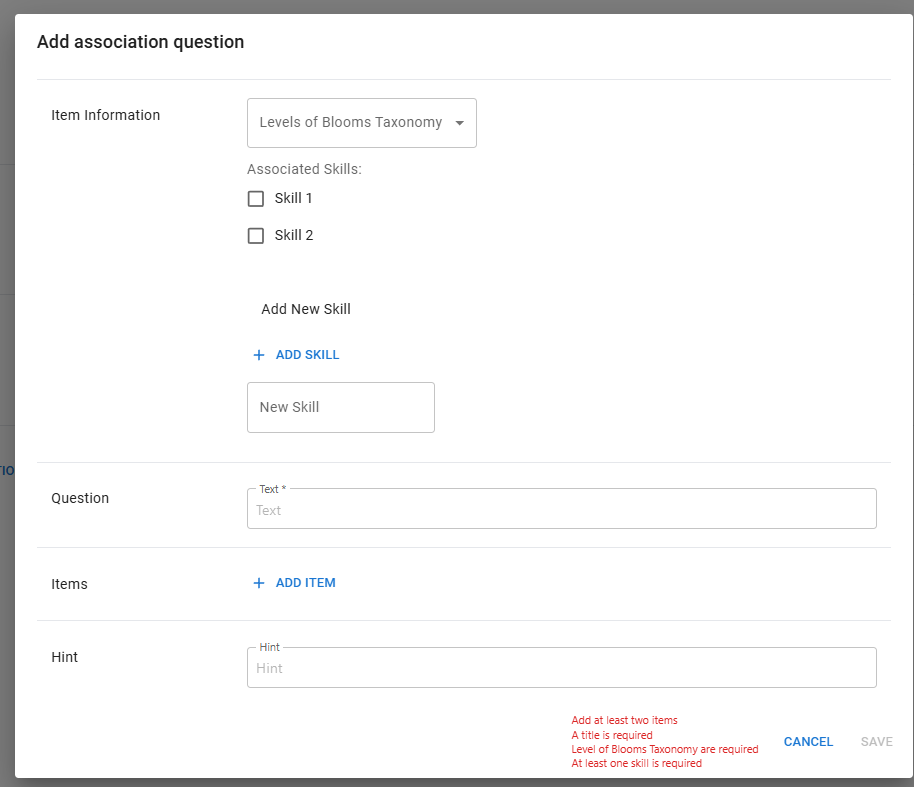 Add association question
Item Information
Levels of Blooms Taxonomy
Associated Skills:
Skill 1
Skill 2
Add New Skill
+ ADD SKILL
New Skill
Question
Text *
Text
Items
+ ADD ITEM
Hint
Hint
Hint
TIO
Add at least two items
A title is required
Level of Blooms Taxonomy are required
At least one skill is required
CANCEL
SAVE